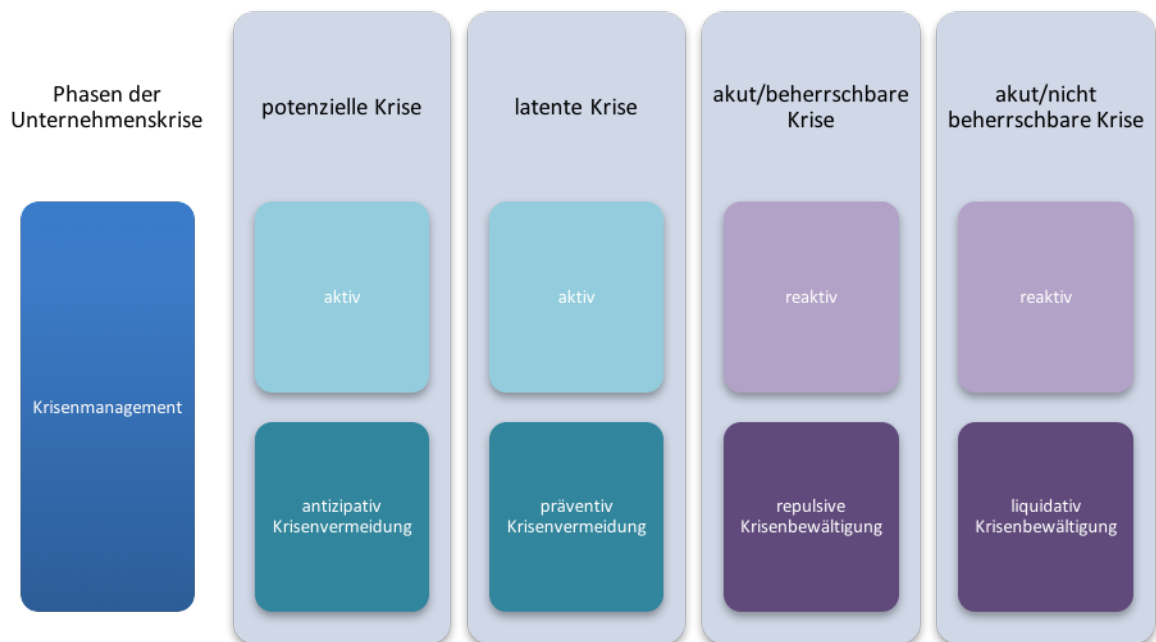 Phasen der
Unternehmenskrise
potenzielle Krise
latente Krise
akut/beherrschbare
Krise
akut/nicht
beherrschbare Krise
Krisenmanagement
aktiv
aktiv
reaktiv
reaktiv
antizipativ
Krisenvermeidung
präventiv
Krisenvermeidung
repulsive
Krisenbewältigung
liquidativ
Krisenbewältigung